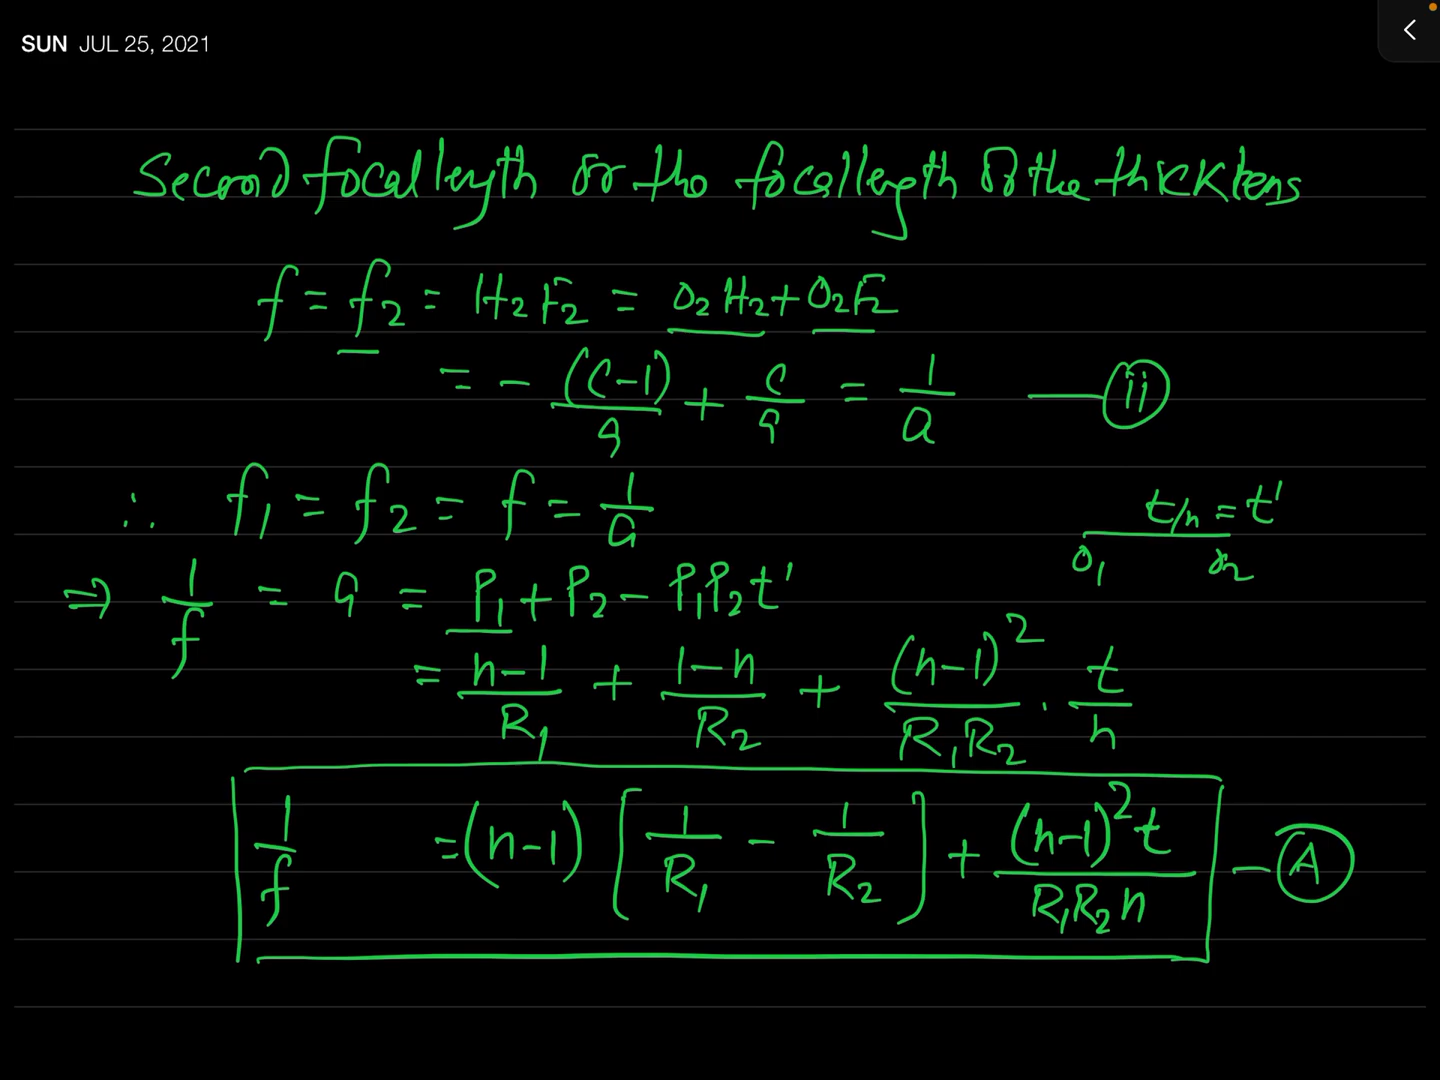 SUN JUL 25, 2021
Second focal length or the focal length of the thick lens
f = f₂ = H₂F₂ = O₂H₂ + O₂F₂
= - (c-1)/a + c/a = 1/a — (ii)
∴ f₁ = f₂ = f = 1/a
t/n = t'
O₁ O₂
⇒ 1/f = a = P₁ + P₂ - P₁P₂t'
= (n-1)/R₁ + (1-n)/R₂ + (n-1)²/(R₁R₂) · t/n
1/f = (n-1) [1/R₁ - 1/R₂] + (n-1)²t/(R₁R₂n) — (A)